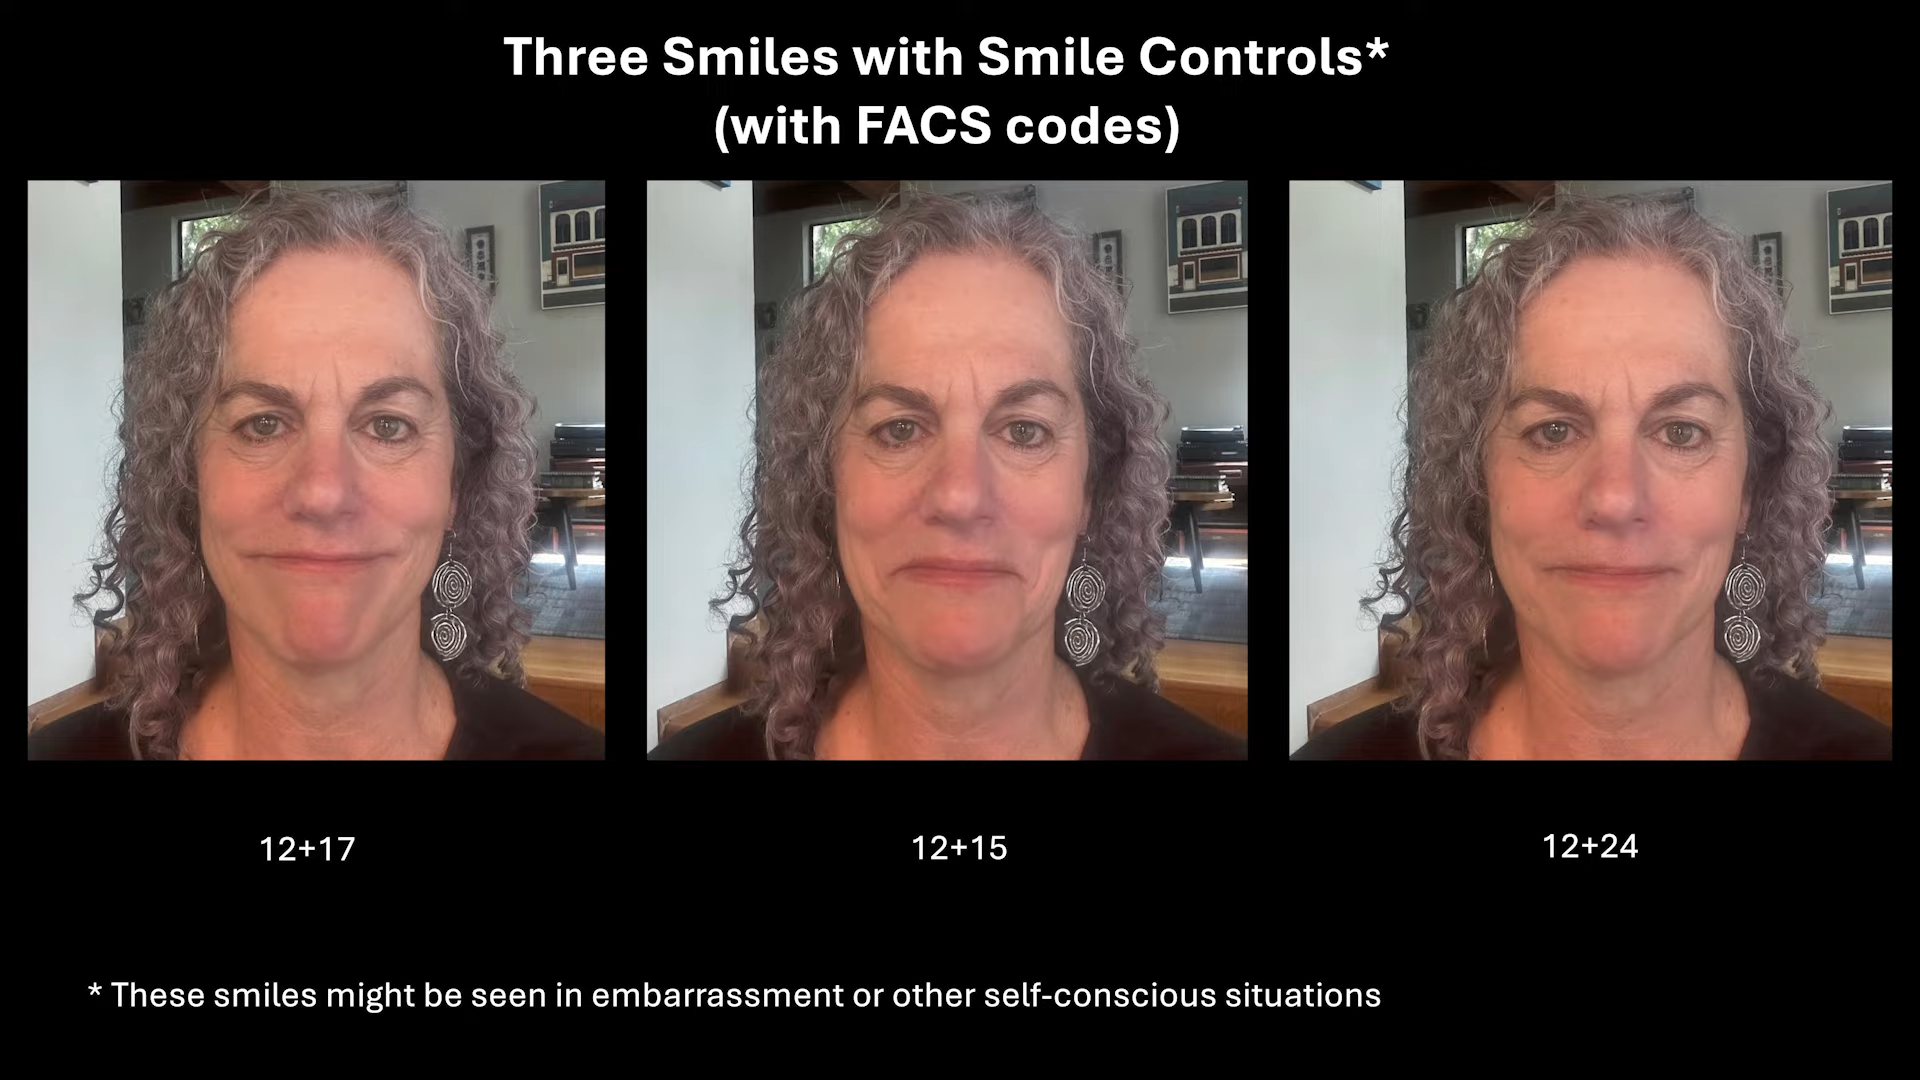 Three Smiles with Smile Controls*
(with FACS codes)
12+17
12+15
12+24
* These smiles might be seen in embarrassment or other self-conscious situations